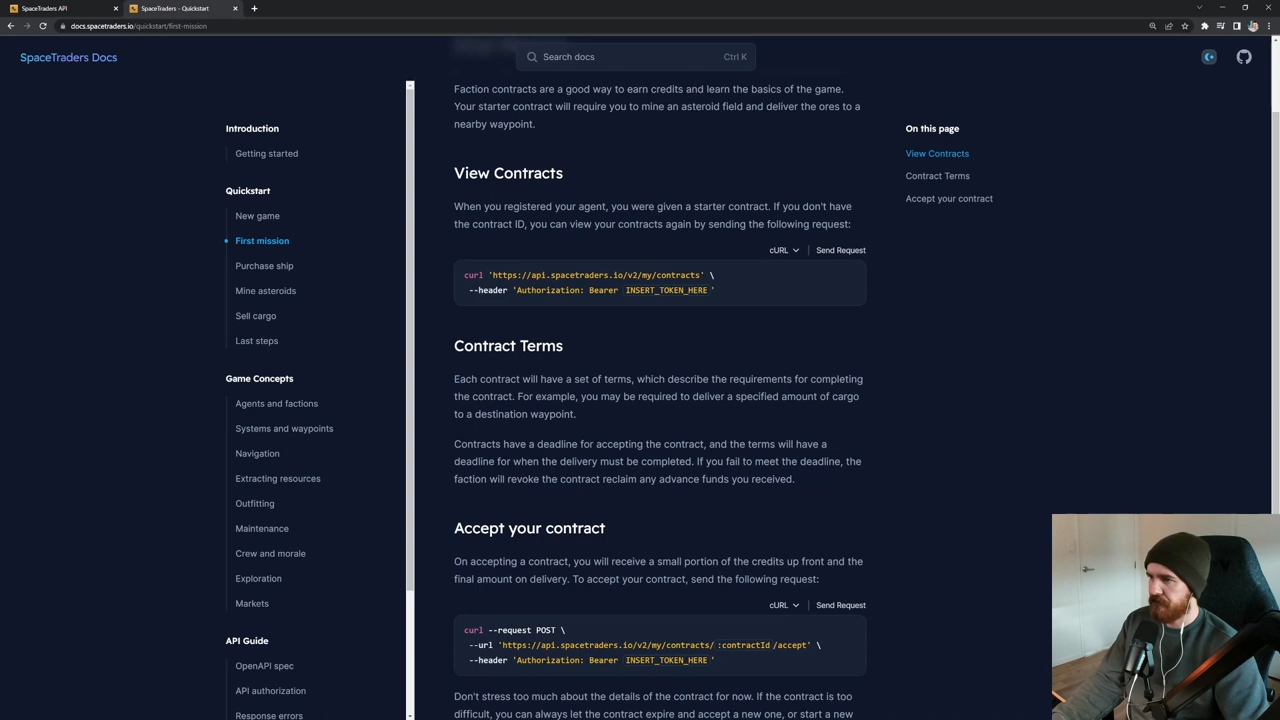 SpaceTraders API
SpaceTraders - Quickstart
docs.spacetraders.io/quickstart/first-mission
SpaceTraders Docs
Search docs
Ctrl K
Introduction
Getting started
Quickstart
New game
First mission
Purchase ship
Mine asteroids
Sell cargo
Last steps
Game Concepts
Agents and factions
Systems and waypoints
Navigation
Extracting resources
Outfitting
Maintenance
Crew and morale
Exploration
Markets
API Guide
OpenAPI spec
API authorization
Response errors
Faction contracts are a good way to earn credits and learn the basics of the game.
Your starter contract will require you to mine an asteroid field and deliver the ores to a
nearby waypoint.
View Contracts
When you registered your agent, you were given a starter contract. If you don't have
the contract ID, you can view your contracts again by sending the following request:
cURL
Send Request
curl 'https://api.spacetraders.io/v2/my/contracts' \
--header 'Authorization: Bearer INSERT_TOKEN_HERE '
Contract Terms
Each contract will have a set of terms, which describe the requirements for completing
the contract. For example, you may be required to deliver a specified amount of cargo
to a destination waypoint.
Contracts have a deadline for accepting the contract, and the terms will have a
deadline for when the delivery must be completed. If you fail to meet the deadline, the
faction will revoke the contract reclaim any advance funds you received.
Accept your contract
On accepting a contract, you will receive a small portion of the credits up front and the
final amount on delivery. To accept your contract, send the following request:
cURL
Send Request
curl --request POST \
--url 'https://api.spacetraders.io/v2/my/contracts/ :contractId /accept' \
--header 'Authorization: Bearer INSERT_TOKEN_HERE '
Don't stress too much about the details of the contract for now. If the contract is too
difficult, you can always let the contract expire and accept a new one, or start a new
On this page
View Contracts
Contract Terms
Accept your contract